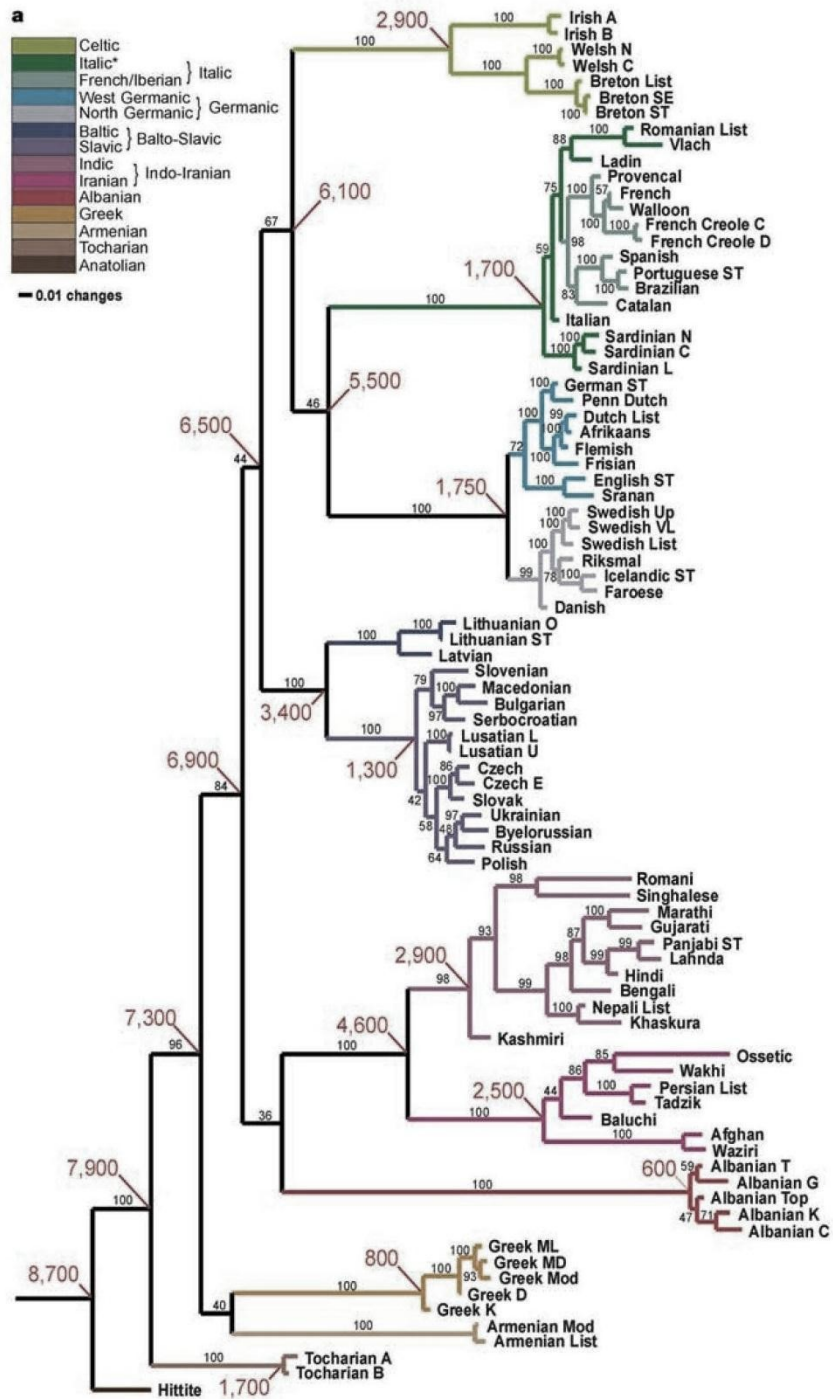 a
Celtic
Italic*
French/Iberian } Italic
West Germanic
North Germanic } Germanic
Baltic
Slavic } Balto-Slavic
Indic
Iranian } Indo-Iranian
Albanian
Greek
Armenian
Tocharian
Anatolian
0.01 changes
2,900
100
100
100
100
100
100
100
Irish A
Irish B
Welsh N
Welsh C
Breton List
Breton SE
Breton ST
67
6,100
88
100
75
59
100
57
100
100
98
100
100
83
1,700
100
100
100
Romanian List
Vlach
Ladin
Provencal
French
Walloon
French Creole C
French Creole D
Spanish
Portuguese ST
Brazilian
Catalan
Italian
Sardinian N
Sardinian C
Sardinian L
5,500
46
6,500
44
1,750
100
72
100
100
99
100
100
100
German ST
Penn Dutch
Dutch List
Afrikaans
Flemish
Frisian
English ST
Sranan
99
100
100
100
78
100
Swedish Up
Swedish VL
Swedish List
Riksmal
Icelandic ST
Faroese
Danish
100
3,400
100
100
Lithuanian O
Lithuanian ST
Latvian
100
1,300
79
100
97
100
42
86
100
58
97
48
64
Slovenian
Macedonian
Bulgarian
Serbocroatian
Lusatian L
Lusatian U
Czech
Czech E
Slovak
Ukrainian
Byelorussian
Russian
Polish
6,900
84
98
93
2,900
98
99
98
87
100
99
99
100
Romani
Singhalese
Marathi
Gujarati
Panjabi ST
Lahnda
Hindi
Bengali
Nepali List
Khaskura
Kashmiri
7,300
96
4,600
100
36
2,500
100
44
86
85
100
100
Ossetic
Wakhi
Persian List
Tadzik
Baluchi
Afghan
Waziri
600
100
59
47
71
Albanian T
Albanian G
Albanian Top
Albanian K
Albanian C
7,900
100
8,700
800
100
100
100
93
40
Greek ML
Greek MD
Greek Mod
Greek D
Greek K
100
Armenian Mod
Armenian List
100
1,700
Tocharian A
Tocharian B
Hittite